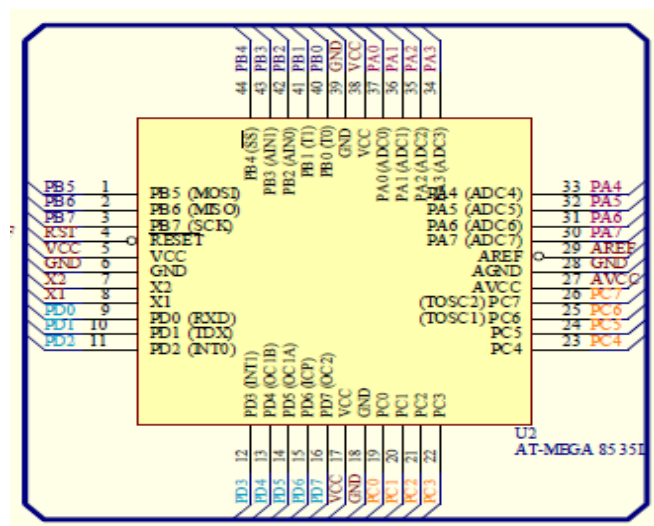 PB4 PB3 PB2 PB1 PB0 GND VCC PA0 PA1 PA2 PA3
44 43 42 41 40 39 38 37 36 35 34
PB4 (SS) PB3 (AIN1) PB2 (AIN0) PB1 (T1) PB0 (T0) GND VCC PA0 (ADC0) PA1 (ADC1) PA2 (ADC2) PA3 (ADC3)
PB5 1 PB5 (MOSI) PA4 (ADC4) 33 PA4
PB6 2 PB6 (MISO) PA5 (ADC5) 32 PA5
PB7 3 PB7 (SCK) PA6 (ADC6) 31 PA6
RST 4 RESET PA7 (ADC7) 30 PA7
VCC 5 VCC AREF 29 AREF
GND 6 GND AGND 28 GND
X2 7 X2 AVCC 27 AVCC
X1 8 X1 (TOSC2) PC7 26 PC7
PD0 9 PD0 (RXD) (TOSC1) PC6 25 PC6
PD1 10 PD1 (TDX) PC5 24 PC5
PD2 11 PD2 (INT0) PC4 23 PC4
PD3 (INT1) PD4 (OC1B) PD5 (OC1A) PD6 (ICP) PD7 (OC2) VCC GND PC0 PC1 PC2 PC3
12 13 14 15 16 17 18 19 20 21 22
PD3 PD4 PD5 PD6 PD7 VCC GND PC0 PC1 PC2 PC3
U2
AT-MEGA 8535L